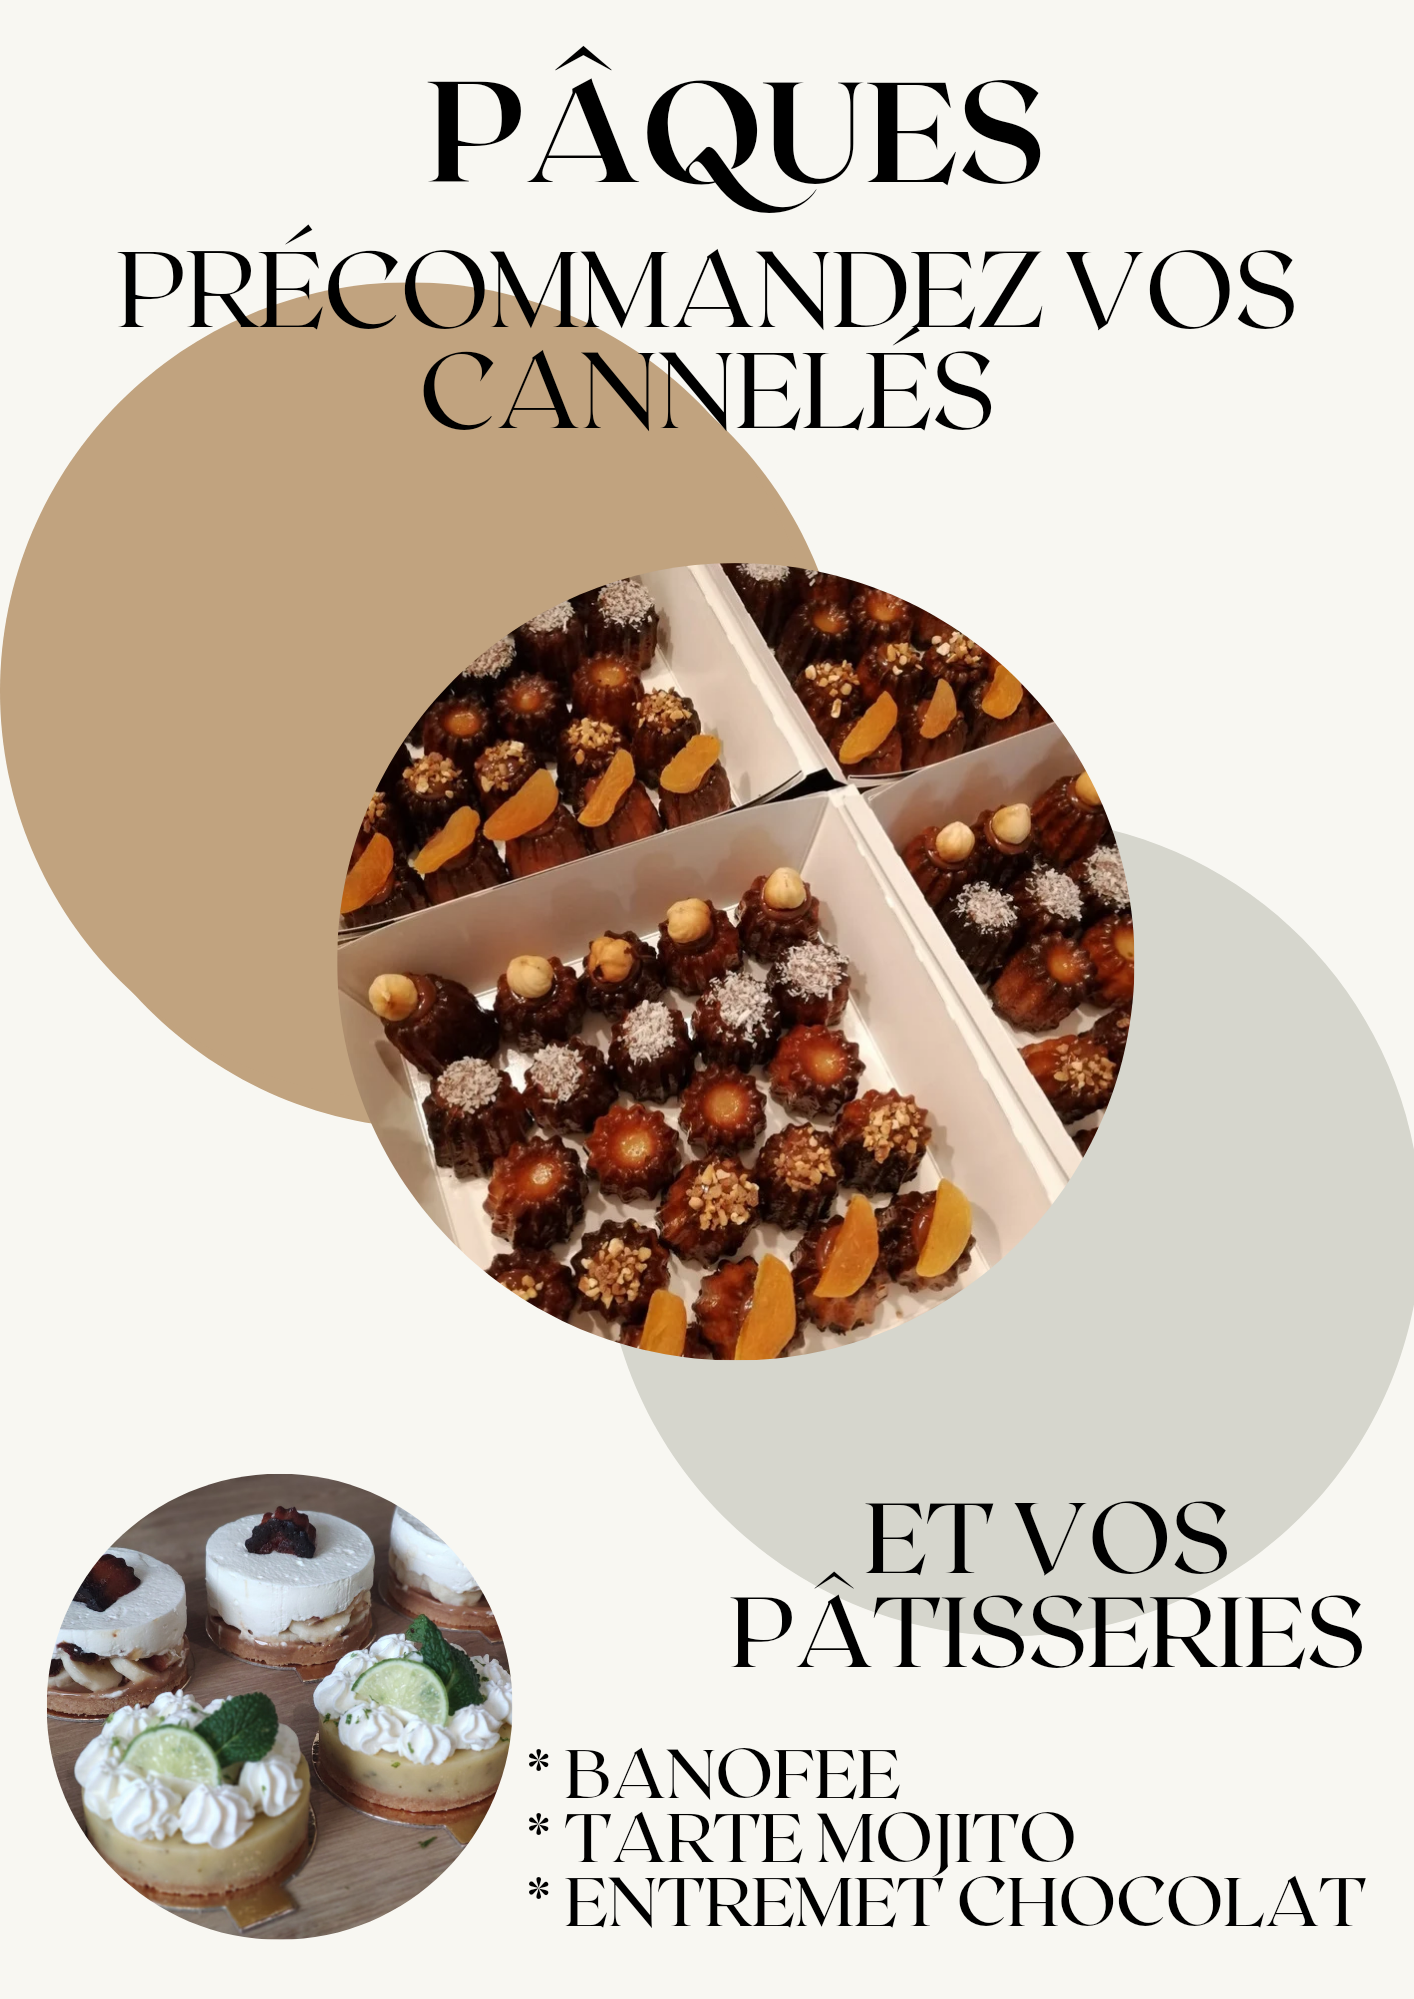 PÂQUES
PRÉCOMMANDEZ VOS
CANNELÉS
ET VOS
PÂTISSERIES
* BANOFEE
* TARTE MOJITO
* ENTREMET CHOCOLAT